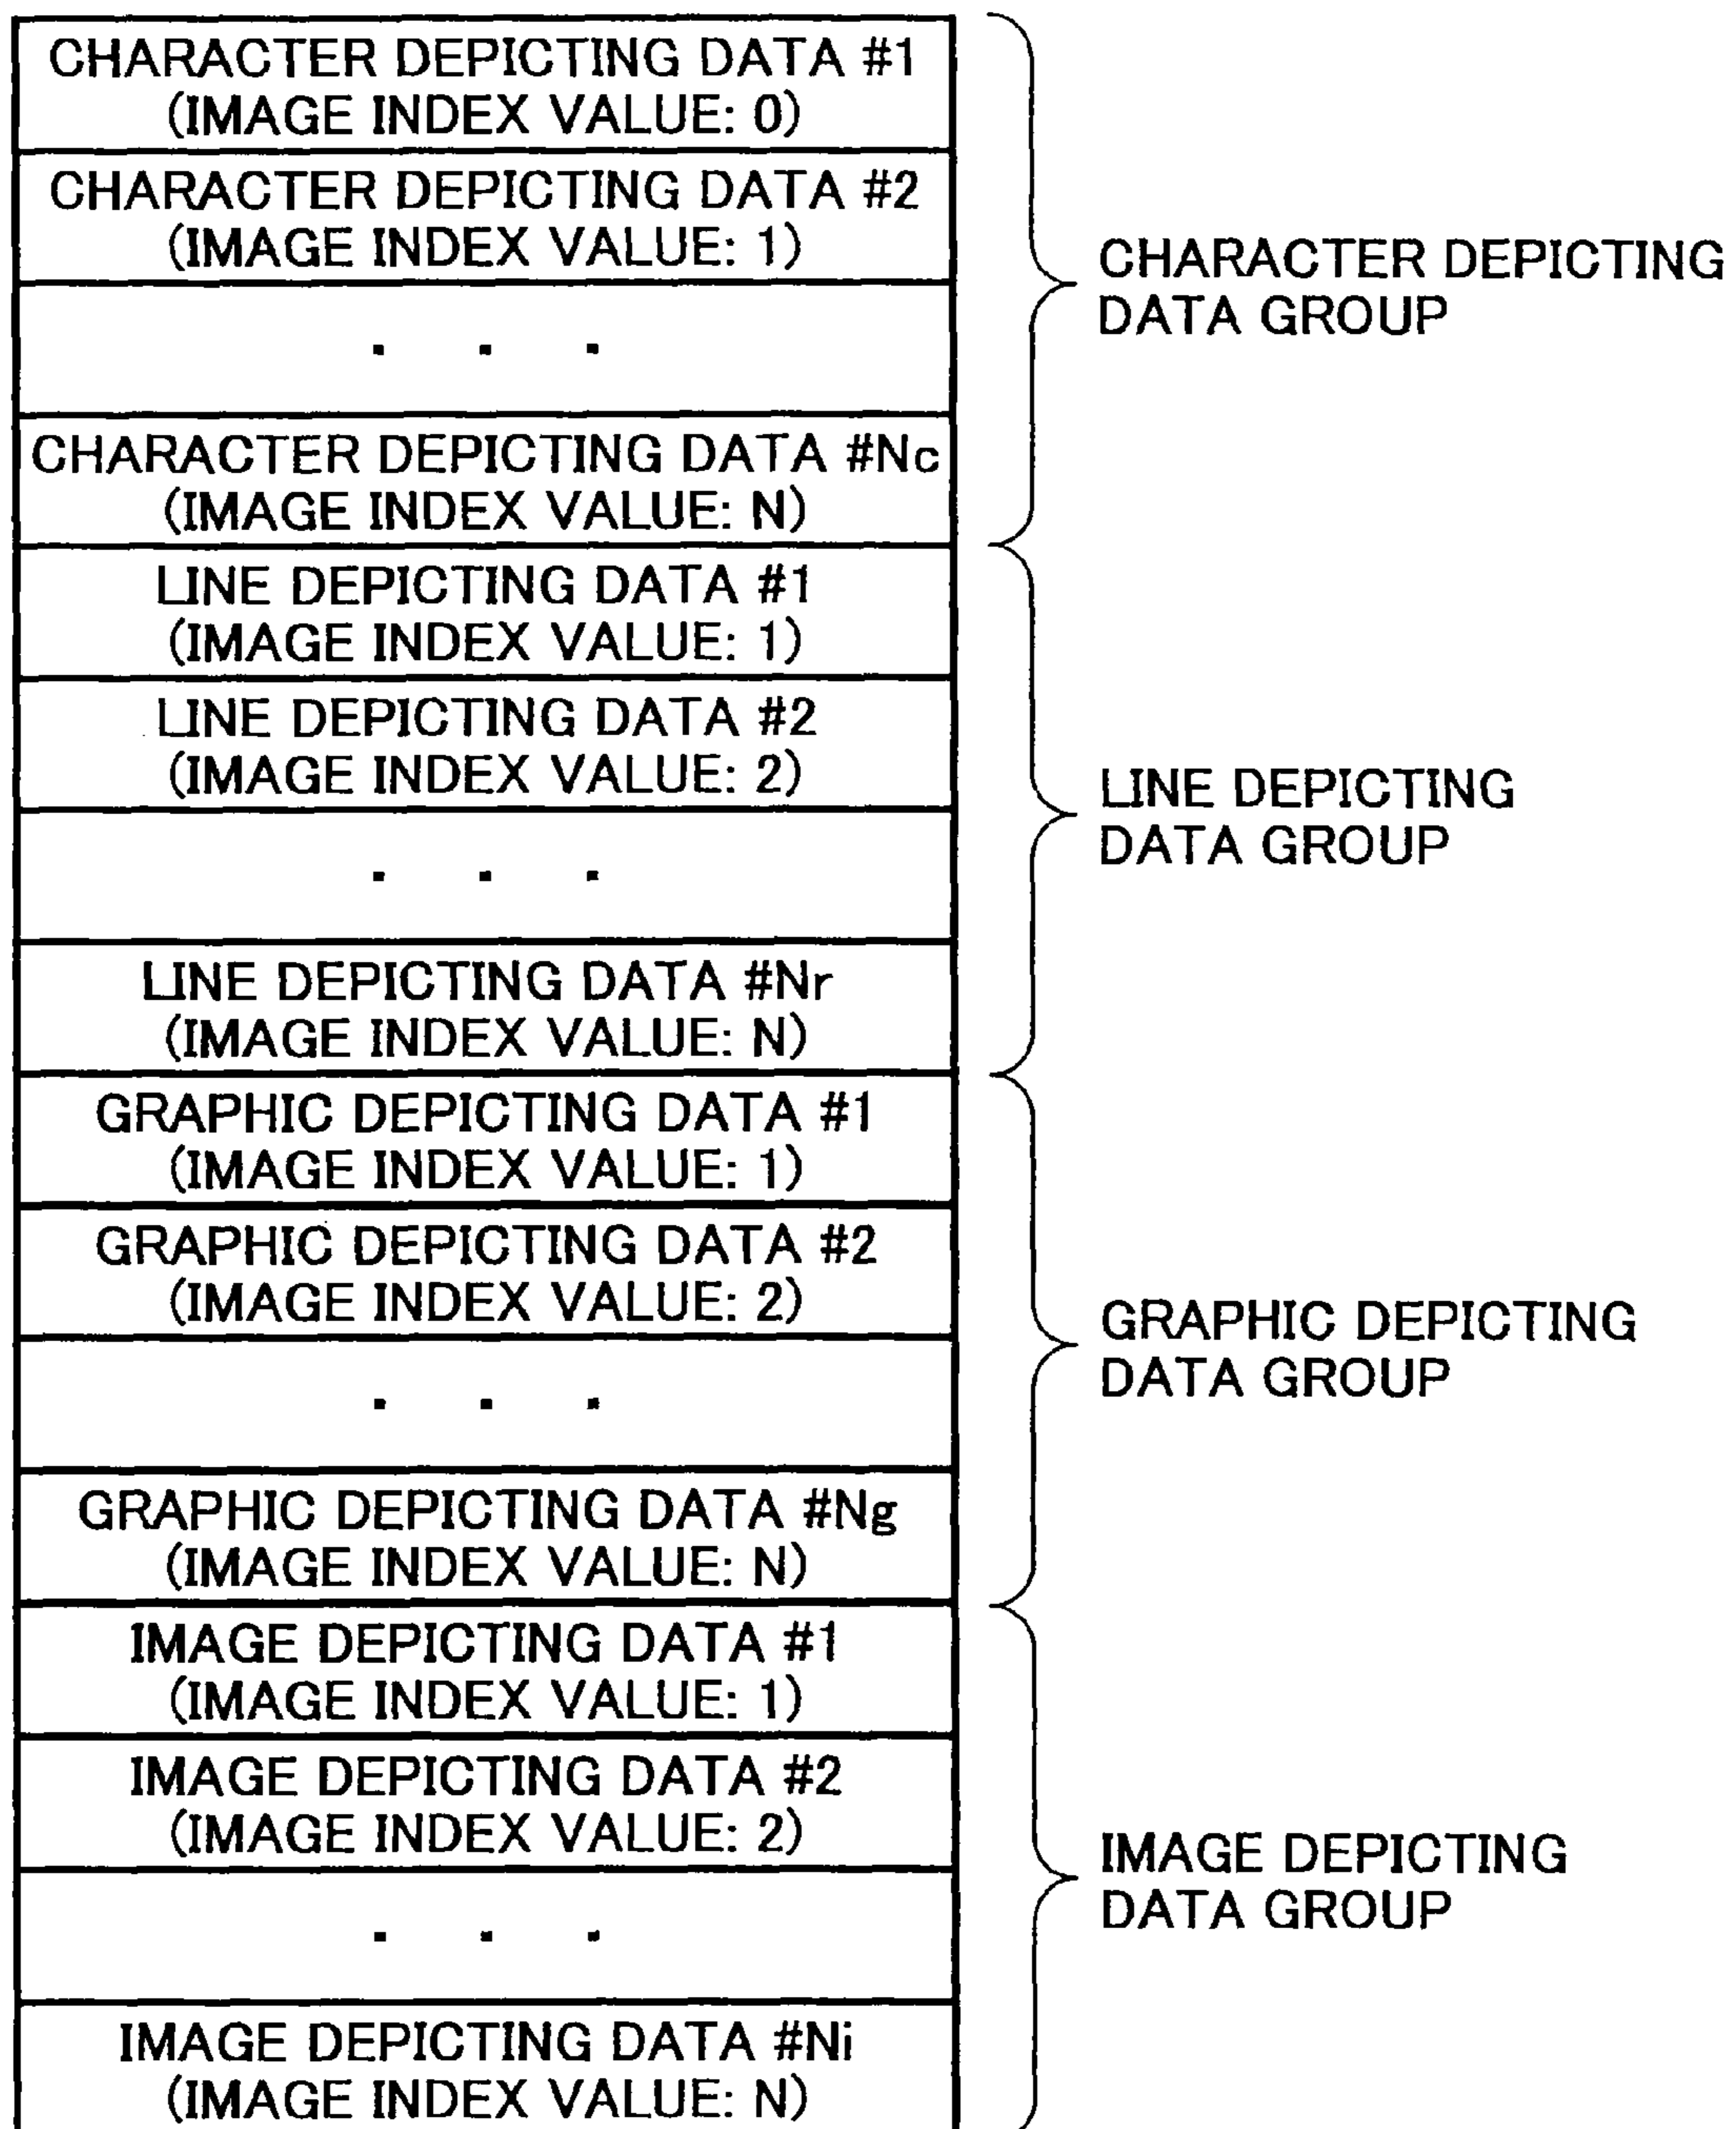 CHARACTER DEPICTING DATA #1
(IMAGE INDEX VALUE: 0)
CHARACTER DEPICTING DATA #2
(IMAGE INDEX VALUE: 1)
. . .
CHARACTER DEPICTING DATA #Nc
(IMAGE INDEX VALUE: N)
CHARACTER DEPICTING
DATA GROUP
LINE DEPICTING DATA #1
(IMAGE INDEX VALUE: 1)
LINE DEPICTING DATA #2
(IMAGE INDEX VALUE: 2)
. . .
LINE DEPICTING DATA #Nr
(IMAGE INDEX VALUE: N)
LINE DEPICTING
DATA GROUP
GRAPHIC DEPICTING DATA #1
(IMAGE INDEX VALUE: 1)
GRAPHIC DEPICTING DATA #2
(IMAGE INDEX VALUE: 2)
. . .
GRAPHIC DEPICTING DATA #Ng
(IMAGE INDEX VALUE: N)
GRAPHIC DEPICTING
DATA GROUP
IMAGE DEPICTING DATA #1
(IMAGE INDEX VALUE: 1)
IMAGE DEPICTING DATA #2
(IMAGE INDEX VALUE: 2)
. . .
IMAGE DEPICTING DATA #Ni
(IMAGE INDEX VALUE: N)
IMAGE DEPICTING
DATA GROUP